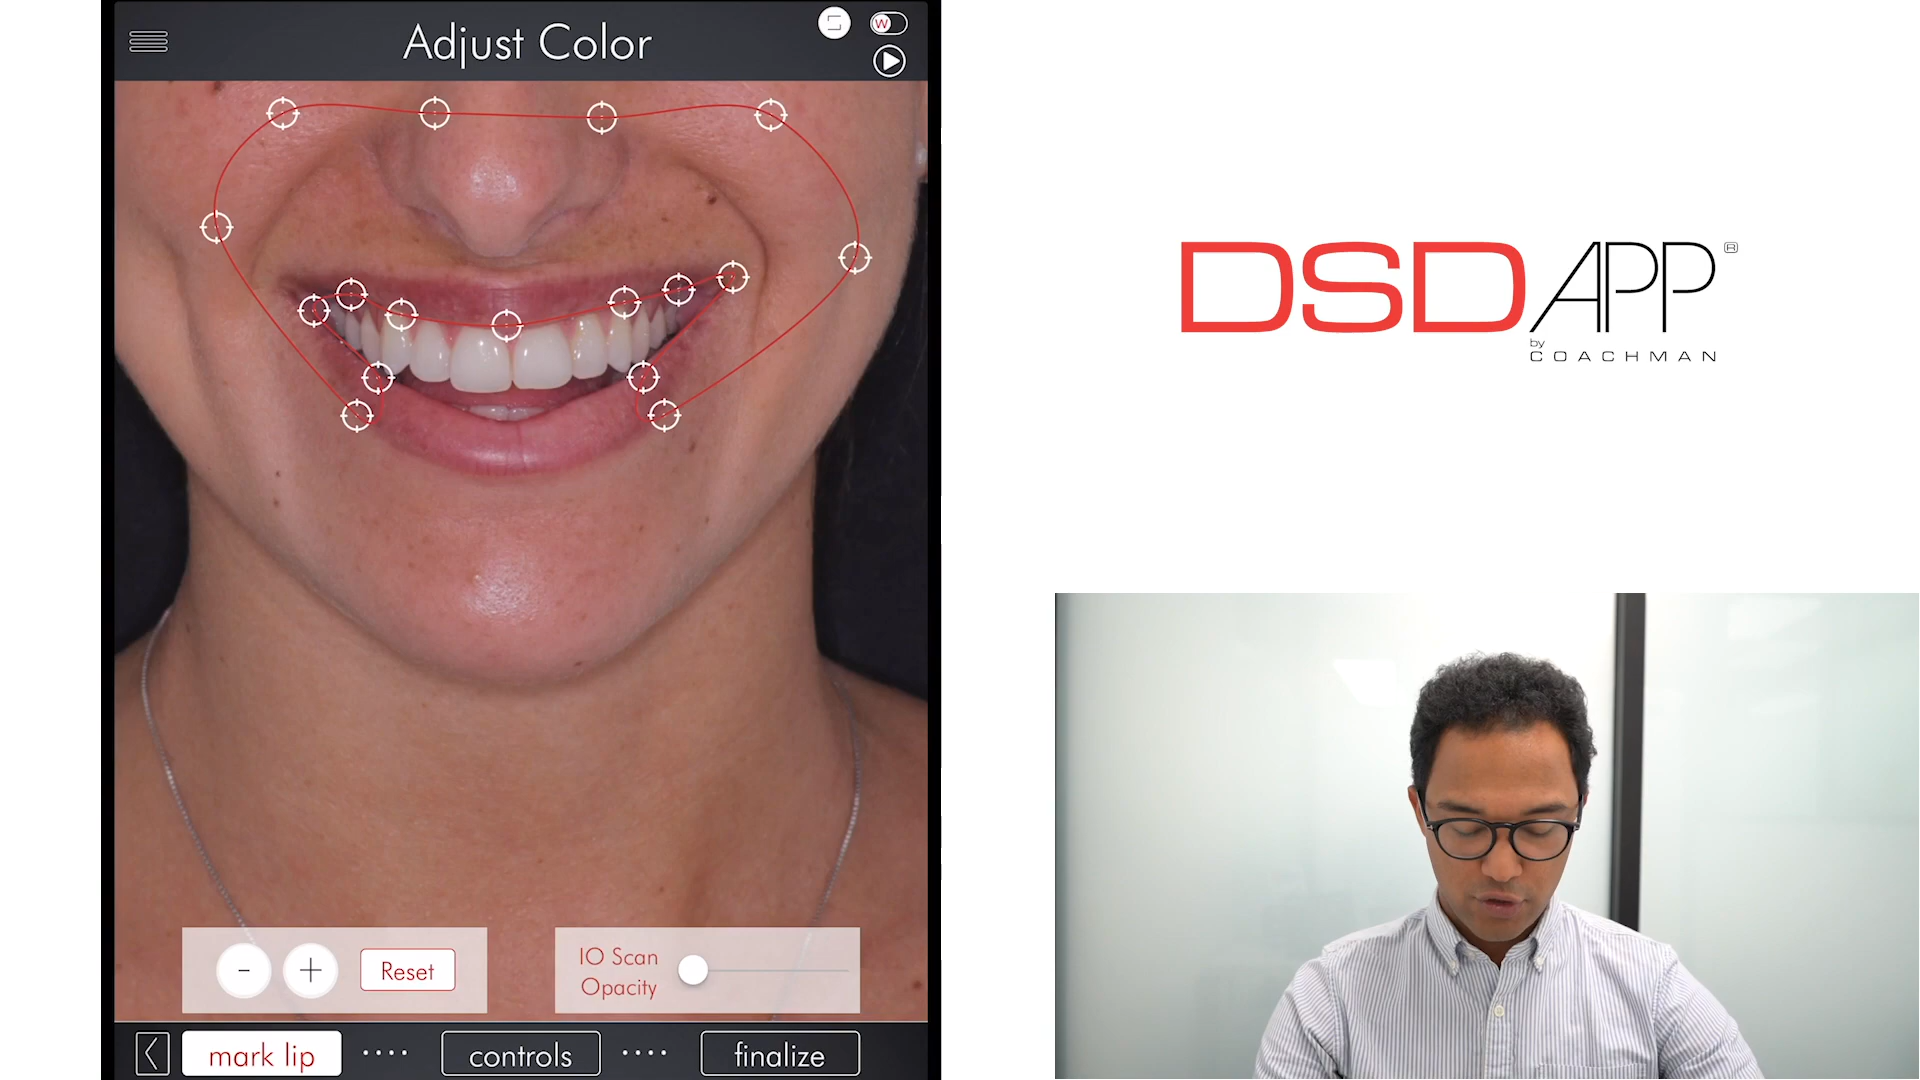 Adjust Color
W
DSDAPP®
by
COACHMAN
- + Reset
IO Scan
Opacity
mark lip
controls
finalize